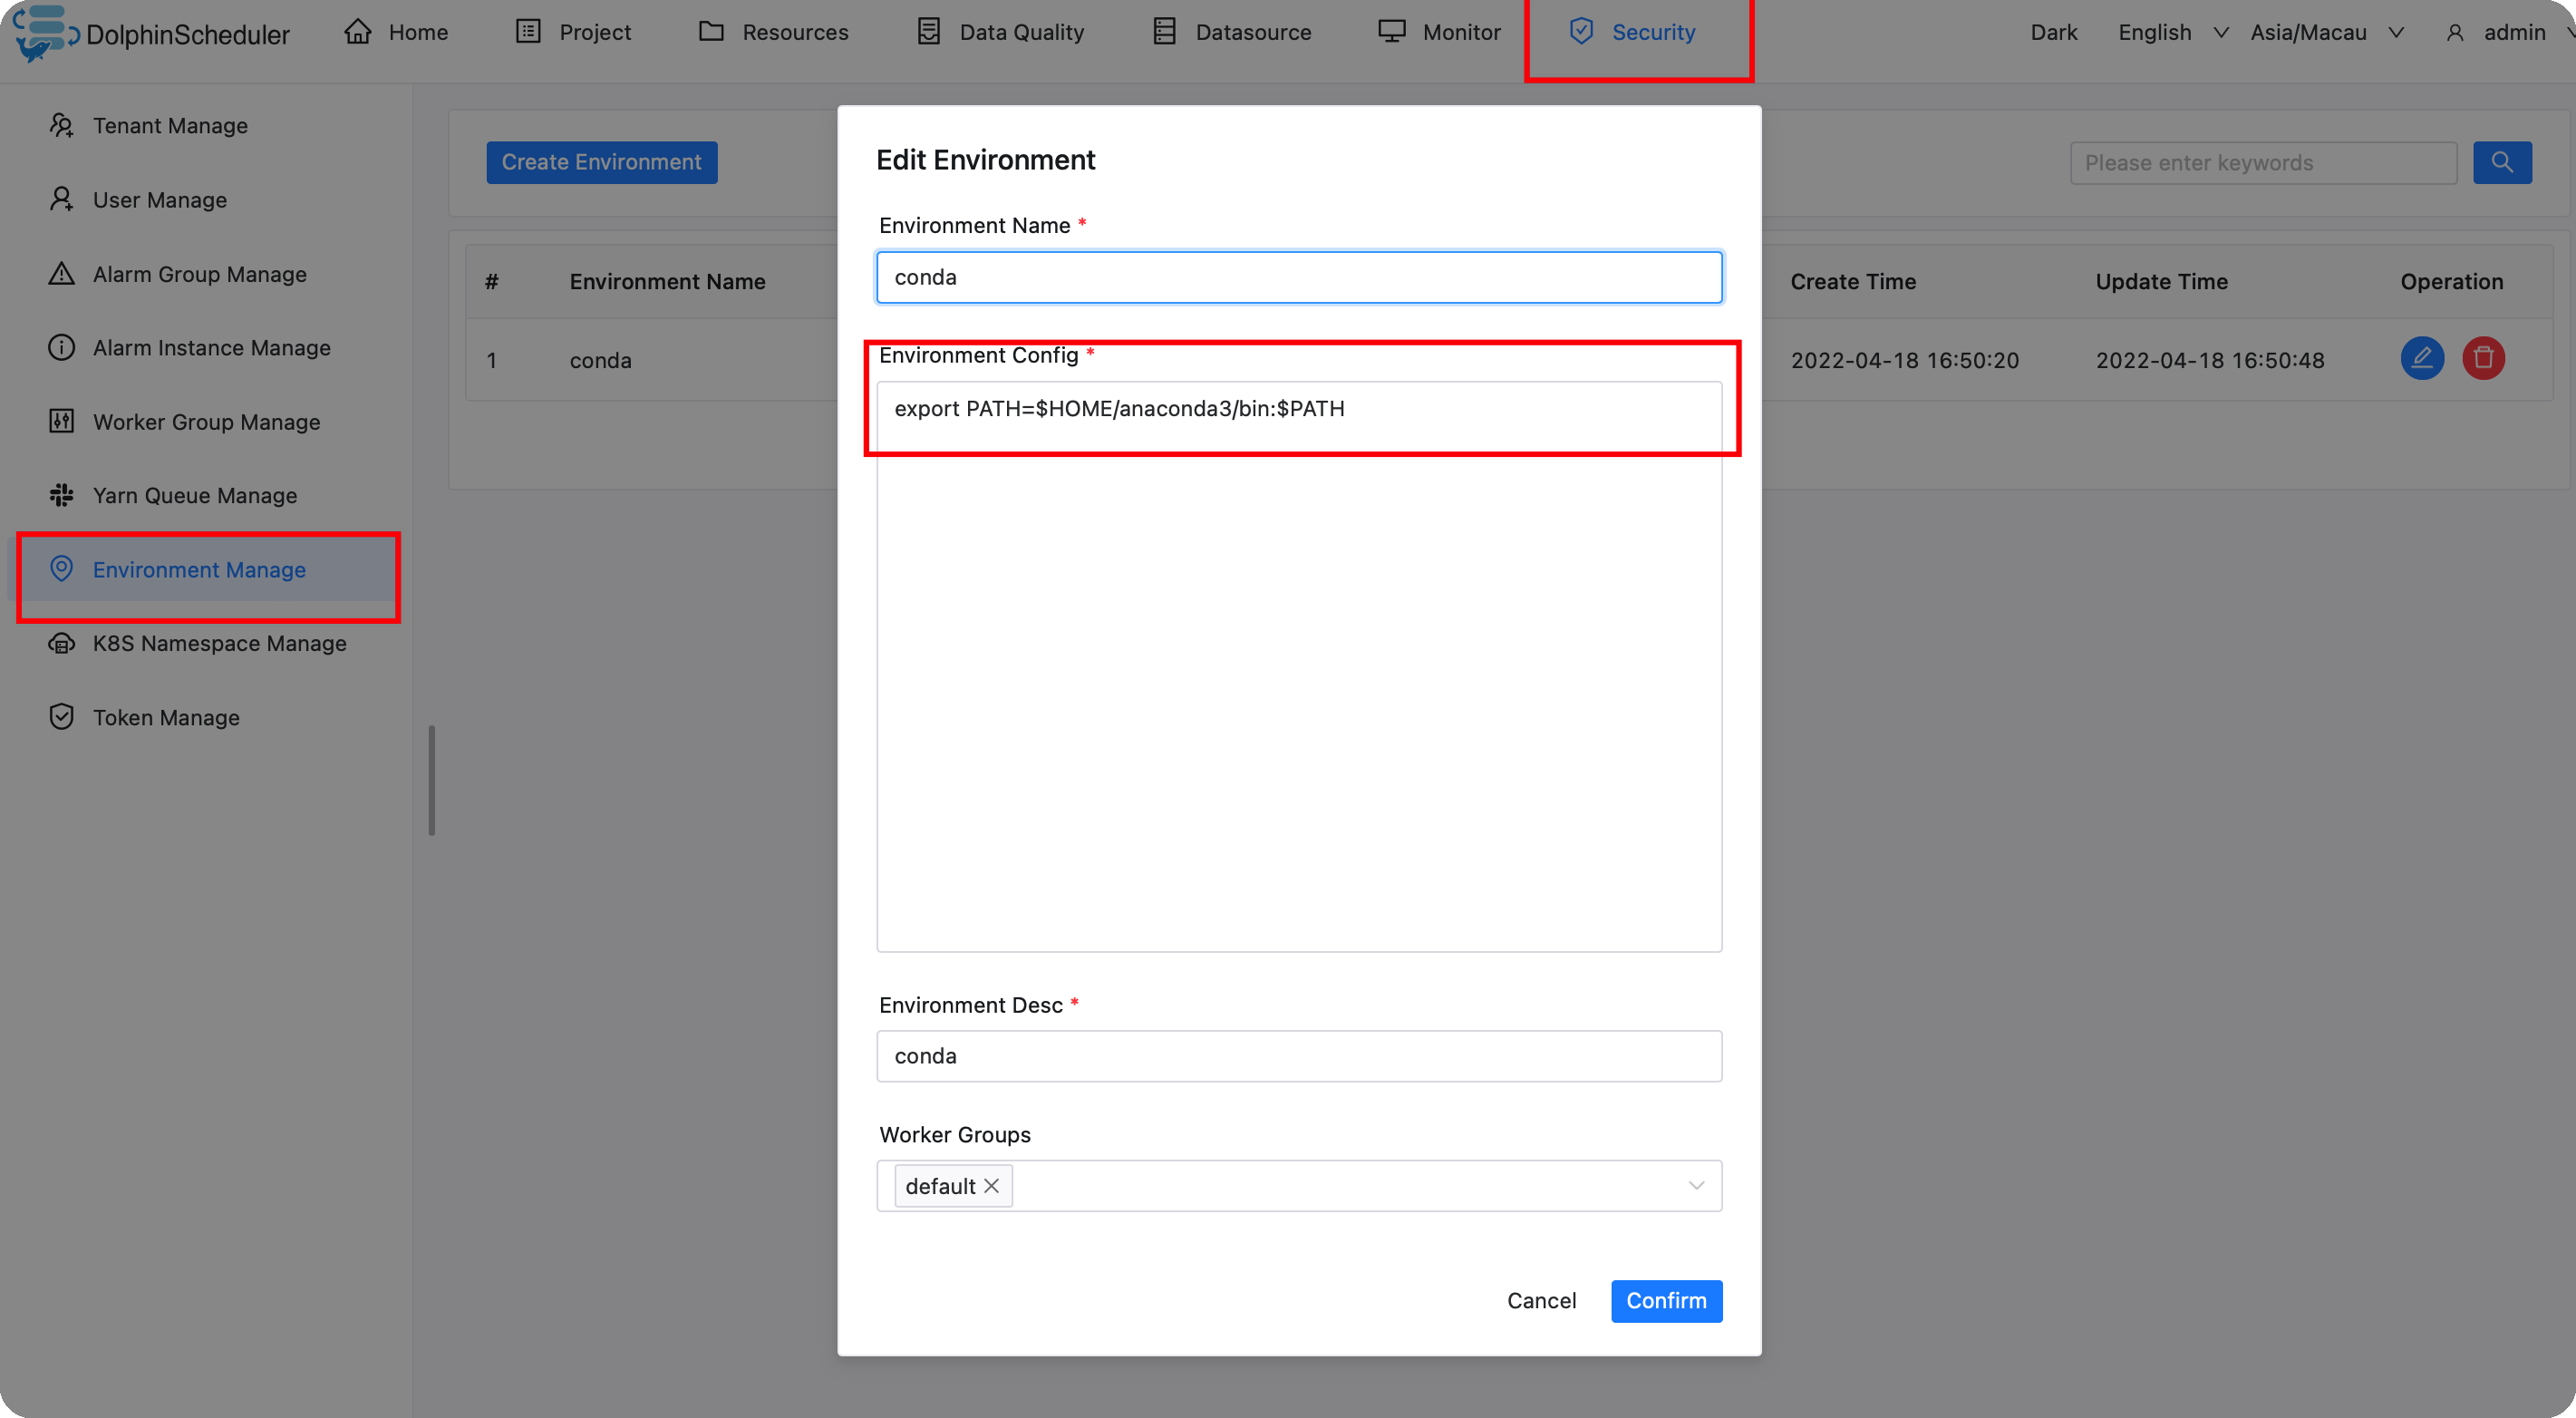 DolphinScheduler Home Project Resources Data Quality Datasource Monitor Security Dark English Asia/Macau admin
Tenant Manage
User Manage
Alarm Group Manage
Alarm Instance Manage
Worker Group Manage
Yarn Queue Manage
Environment Manage
K8S Namespace Manage
Token Manage
Create Environment
Please enter keywords
# Environment Name Create Time Update Time Operation
1 conda 2022-04-18 16:50:20 2022-04-18 16:50:48
Edit Environment
Environment Name *
conda
Environment Config *
export PATH=$HOME/anaconda3/bin:$PATH
Environment Desc *
conda
Worker Groups
default
Cancel Confirm